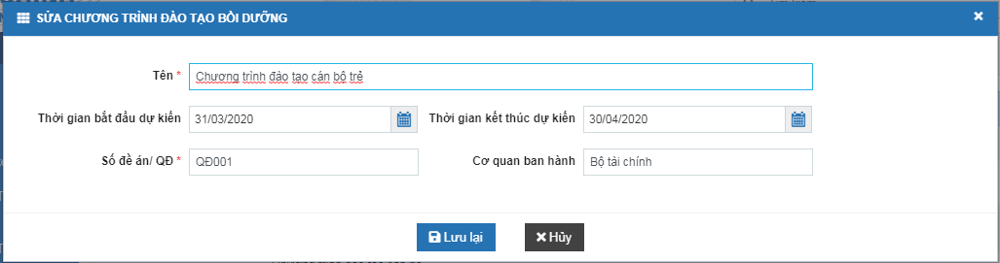 SỬA CHƯƠNG TRÌNH ĐÀO TẠO BỒI DƯỠNG
Tên * Chương trình đào tạo cán bộ trẻ
Thời gian bắt đầu dự kiến 31/03/2020 Thời gian kết thúc dự kiến 30/04/2020
Số đề án/ QĐ * QĐ001 Cơ quan ban hành Bộ tài chính
Lưu lại Hủy